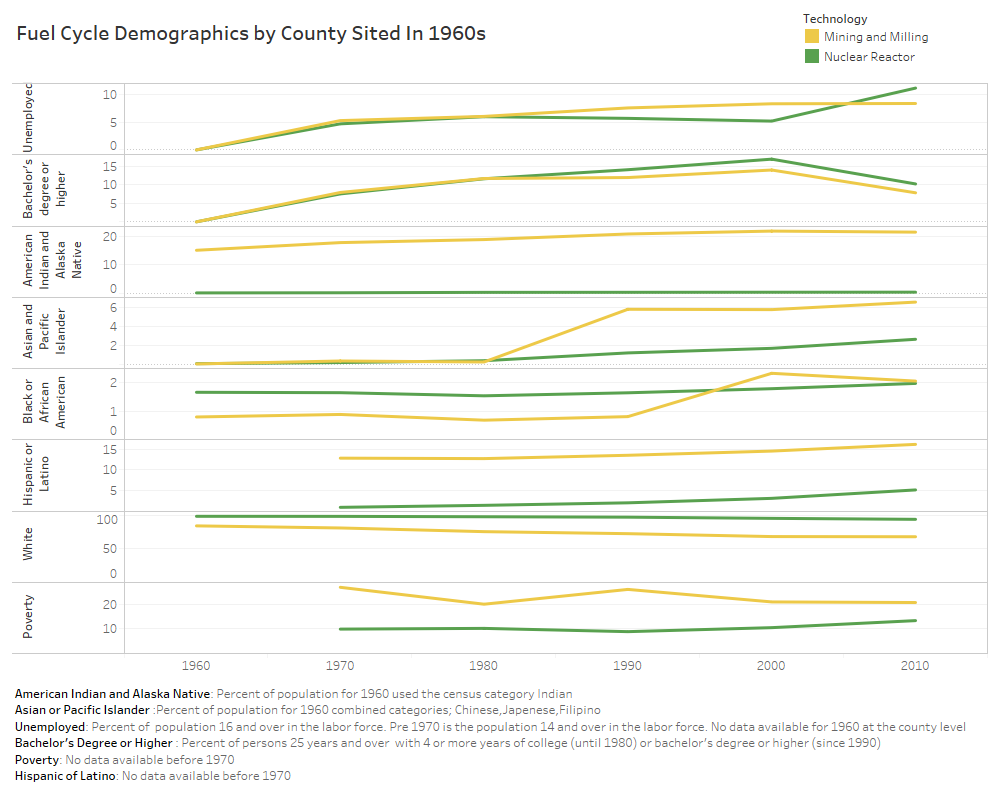 Fuel Cycle Demographics by County Sited In 1960s
Technology
Mining and Milling
Nuclear Reactor
Unemployed
10
5
0
Bachelor's
degree or
higher
15
10
5
American
Indian and
Alaska
Native
20
10
0
Asian and
Pacific
Islander
6
4
2
Black or
African
American
2
1
0
Hispanic or
Latino
15
10
5
White
100
50
0
Poverty
20
10
1960 1970 1980 1990 2000 2010
American Indian and Alaska Native: Percent of population for 1960 used the census category Indian
Asian or Pacific Islander :Percent of population for 1960 combined categories; Chinese,Japenese,Filipino
Unemployed: Percent of  population 16 and over in the labor force. Pre 1970 is the population 14 and over in the labor force. No data available for 1960 at the county level
Bachelor's Degree or Higher : Percent of persons 25 years and over  with 4 or more years of college (until 1980) or bachelor's degree or higher (since 1990)
Poverty: No data available before 1970
Hispanic of Latino: No data available before 1970